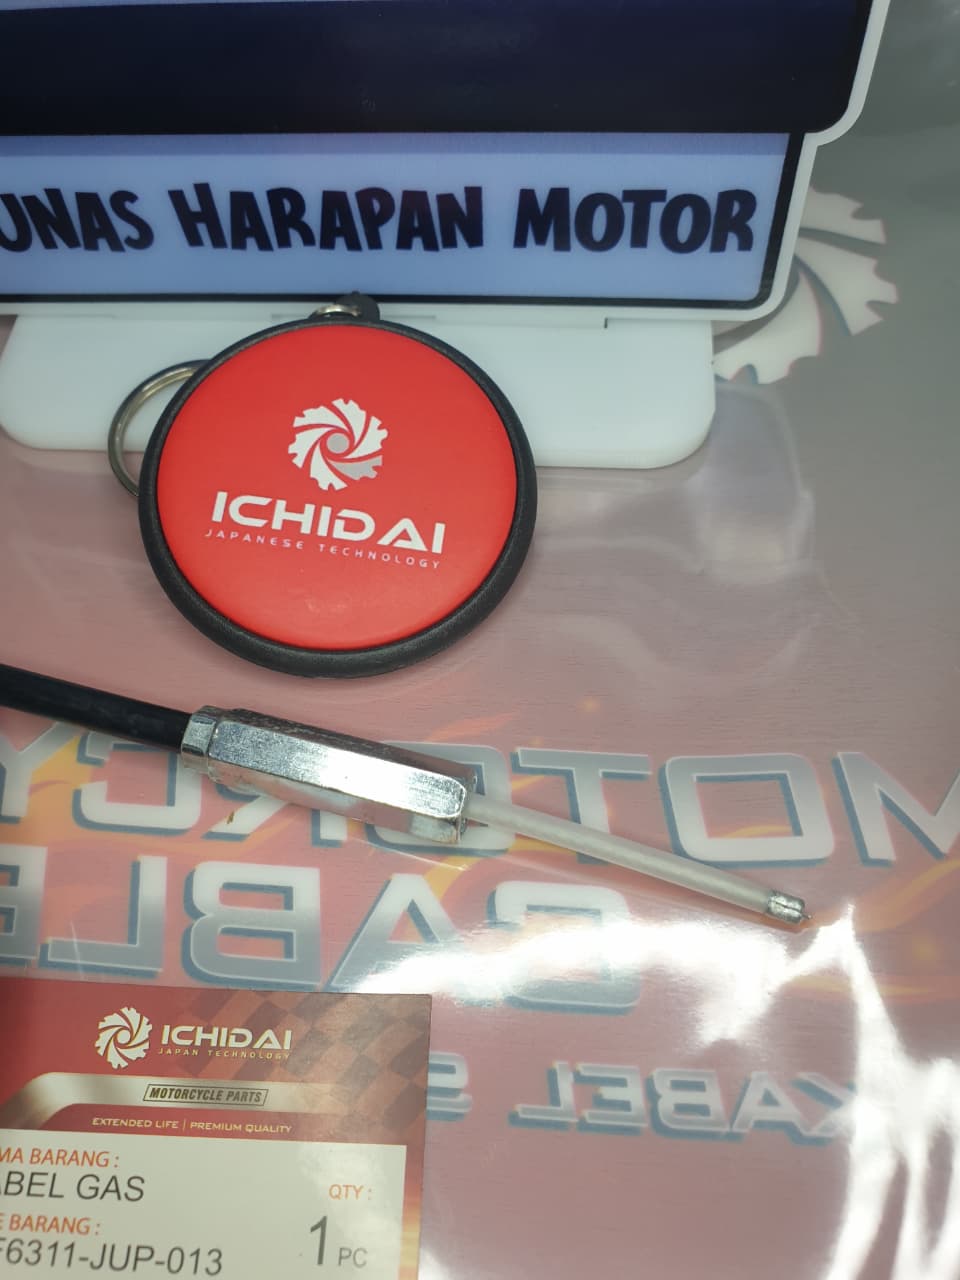 UNAS HARAPAN MOTOR
ICHIDAI
JAPANESE TECHNOLOGY
MOTORCY
CABLE
KABEL S
ICHIDAI
JAPAN TECHNOLOGY
MOTORCYCLE PARTS
EXTENDED LIFE | PREMIUM QUALITY
MA BARANG :
ABEL GAS
QTY :
E BARANG :
F6311-JUP-013
1 PC